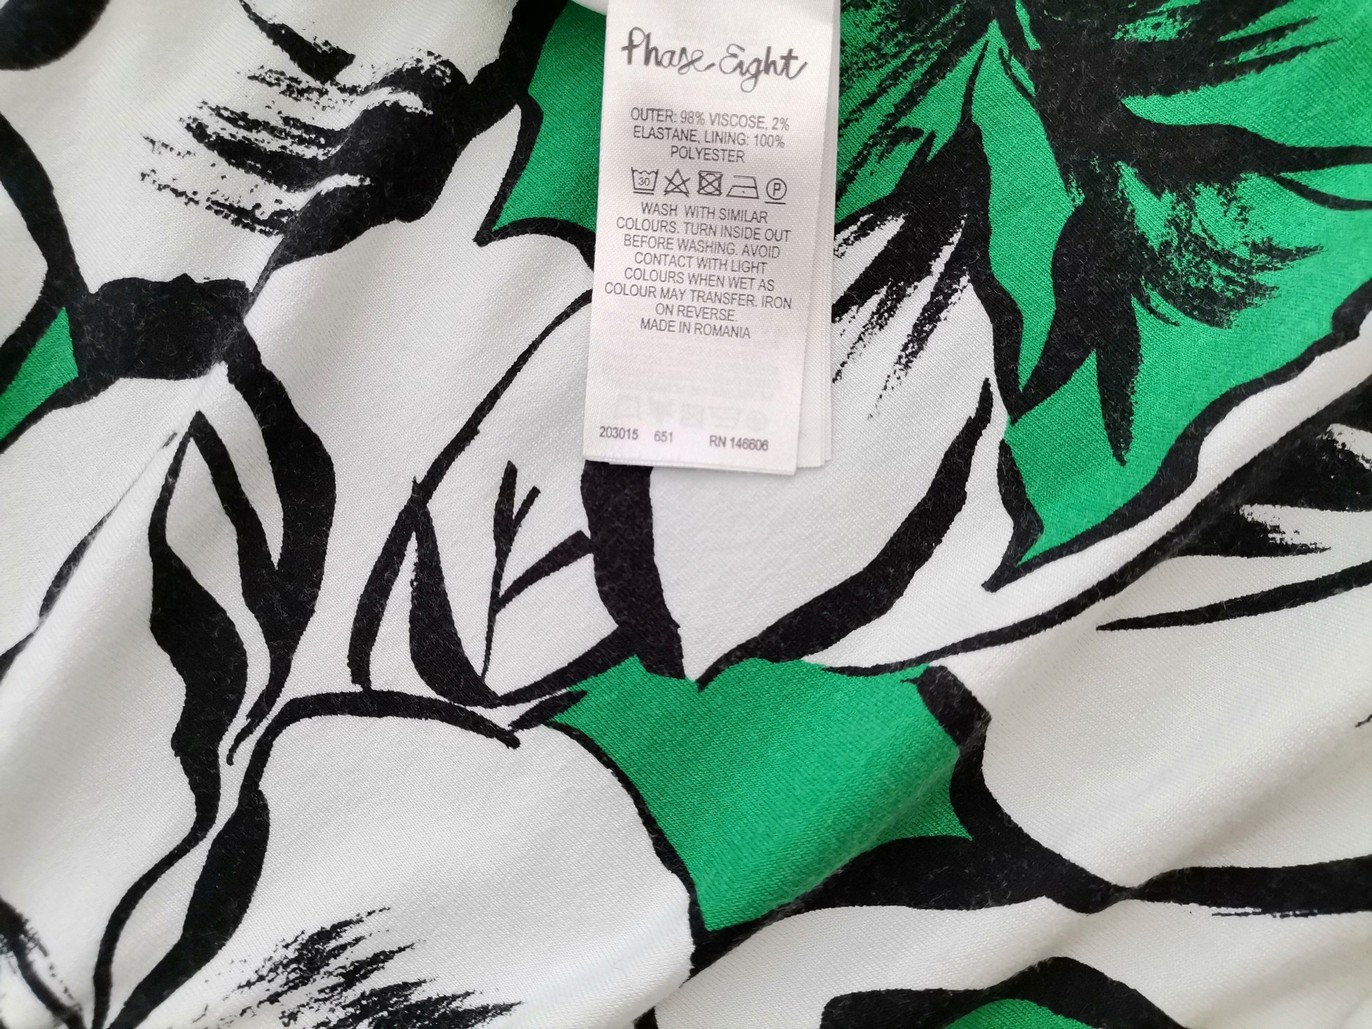 Phase Eight
OUTER: 98% VISCOSE, 2%
ELASTANE, LINING: 100%
POLYESTER
30
P
WASH WITH SIMILAR
COLOURS. TURN INSIDE OUT
BEFORE WASHING. AVOID
CONTACT WITH LIGHT
COLOURS WHEN WET AS
COLOUR MAY TRANSFER. IRON
ON REVERSE.
MADE IN ROMANIA
203015 651 RN 146606